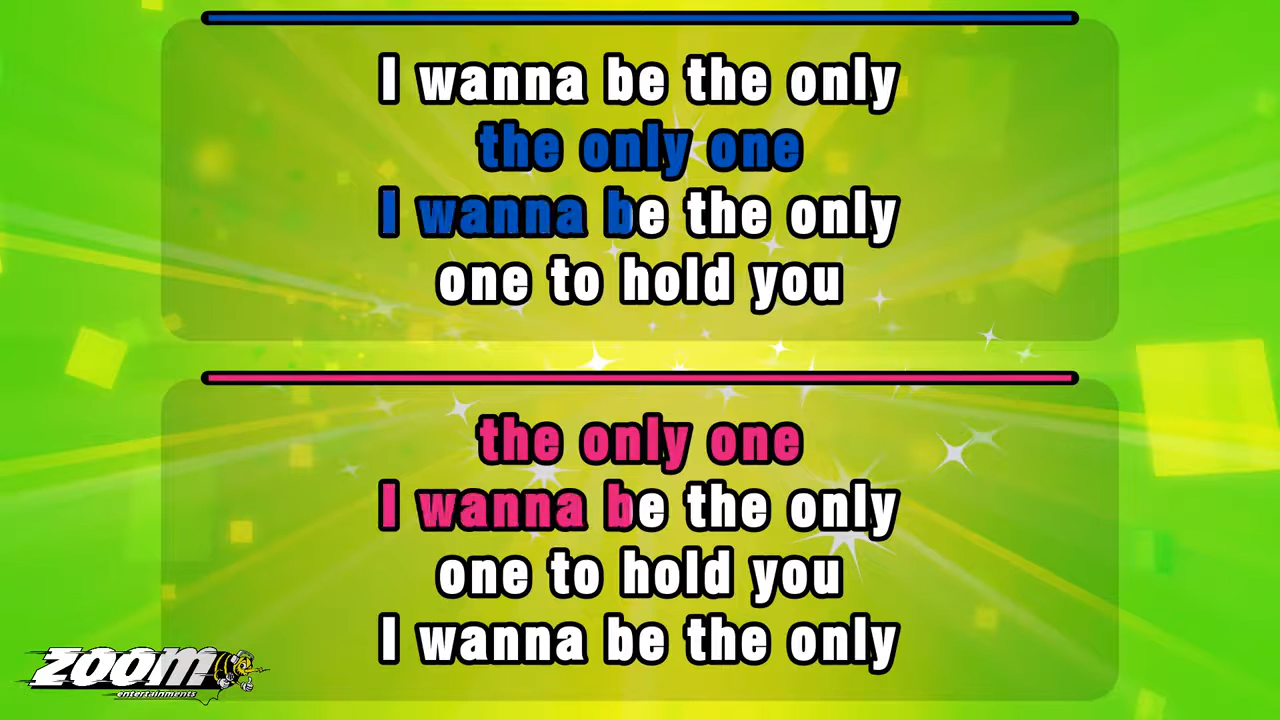 I wanna be the only
the only one
I wanna be the only
one to hold you
the only one
I wanna be the only
one to hold you
I wanna be the only
ZOOM
entertainments